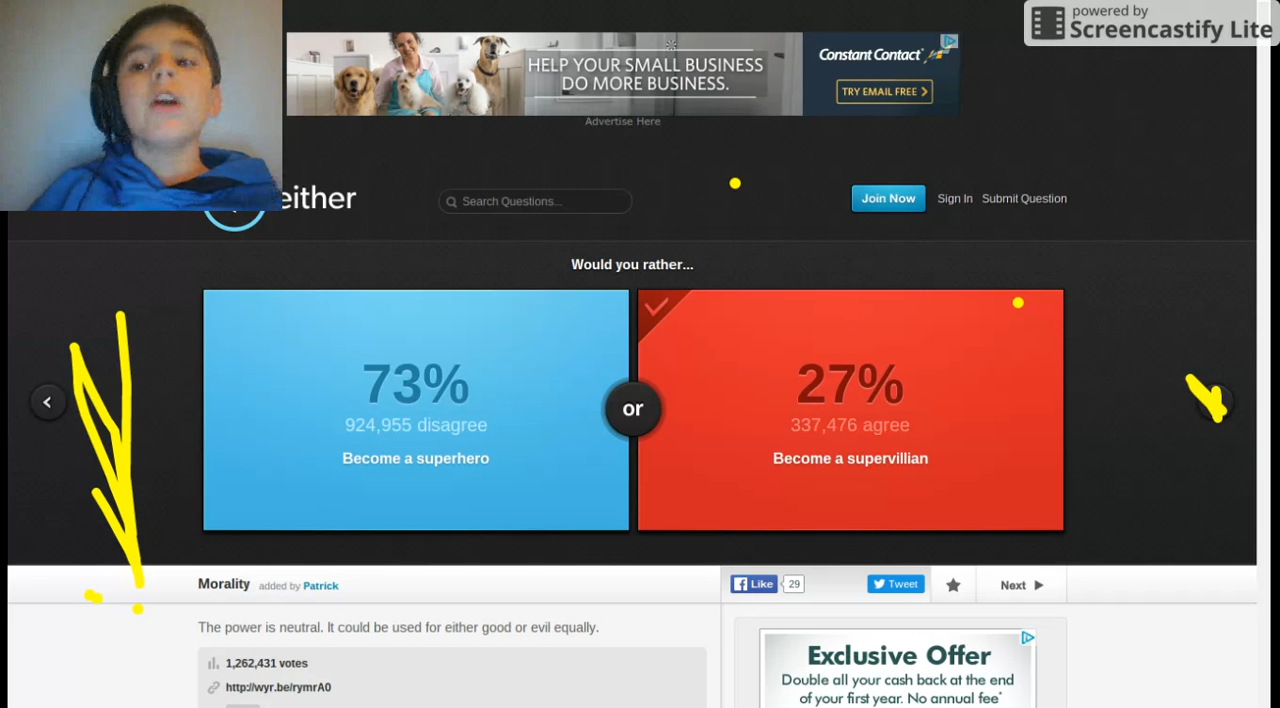 powered by
Screencastify Lite
HELP YOUR SMALL BUSINESS
DO MORE BUSINESS.
Constant Contact
TRY EMAIL FREE
Advertise Here
either
Search Questions...
Join Now
Sign In
Submit Question
Would you rather...
73%
924,955 disagree
Become a superhero
or
27%
337,476 agree
Become a supervillian
Morality added by Patrick
Like
29
Tweet
Next
The power is neutral. It could be used for either good or evil equally.
1,262,431 votes
http://wyr.be/rymrA0
Exclusive Offer
Double all your cash back at the end
of your first year. No annual fee*